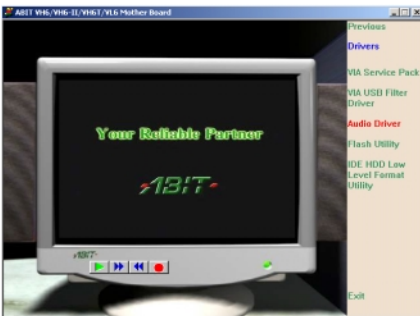 ABIT VH6/VH6-II/VH6T/VL6 Mother Board
Previous
Drivers
VIA Service Pack
VIA USB Filter
Driver
Audio Driver
Flash Utility
IDE HDD Low
Level Format
Utility
Exit
Your Reliable Partner
ABIT
ABIT